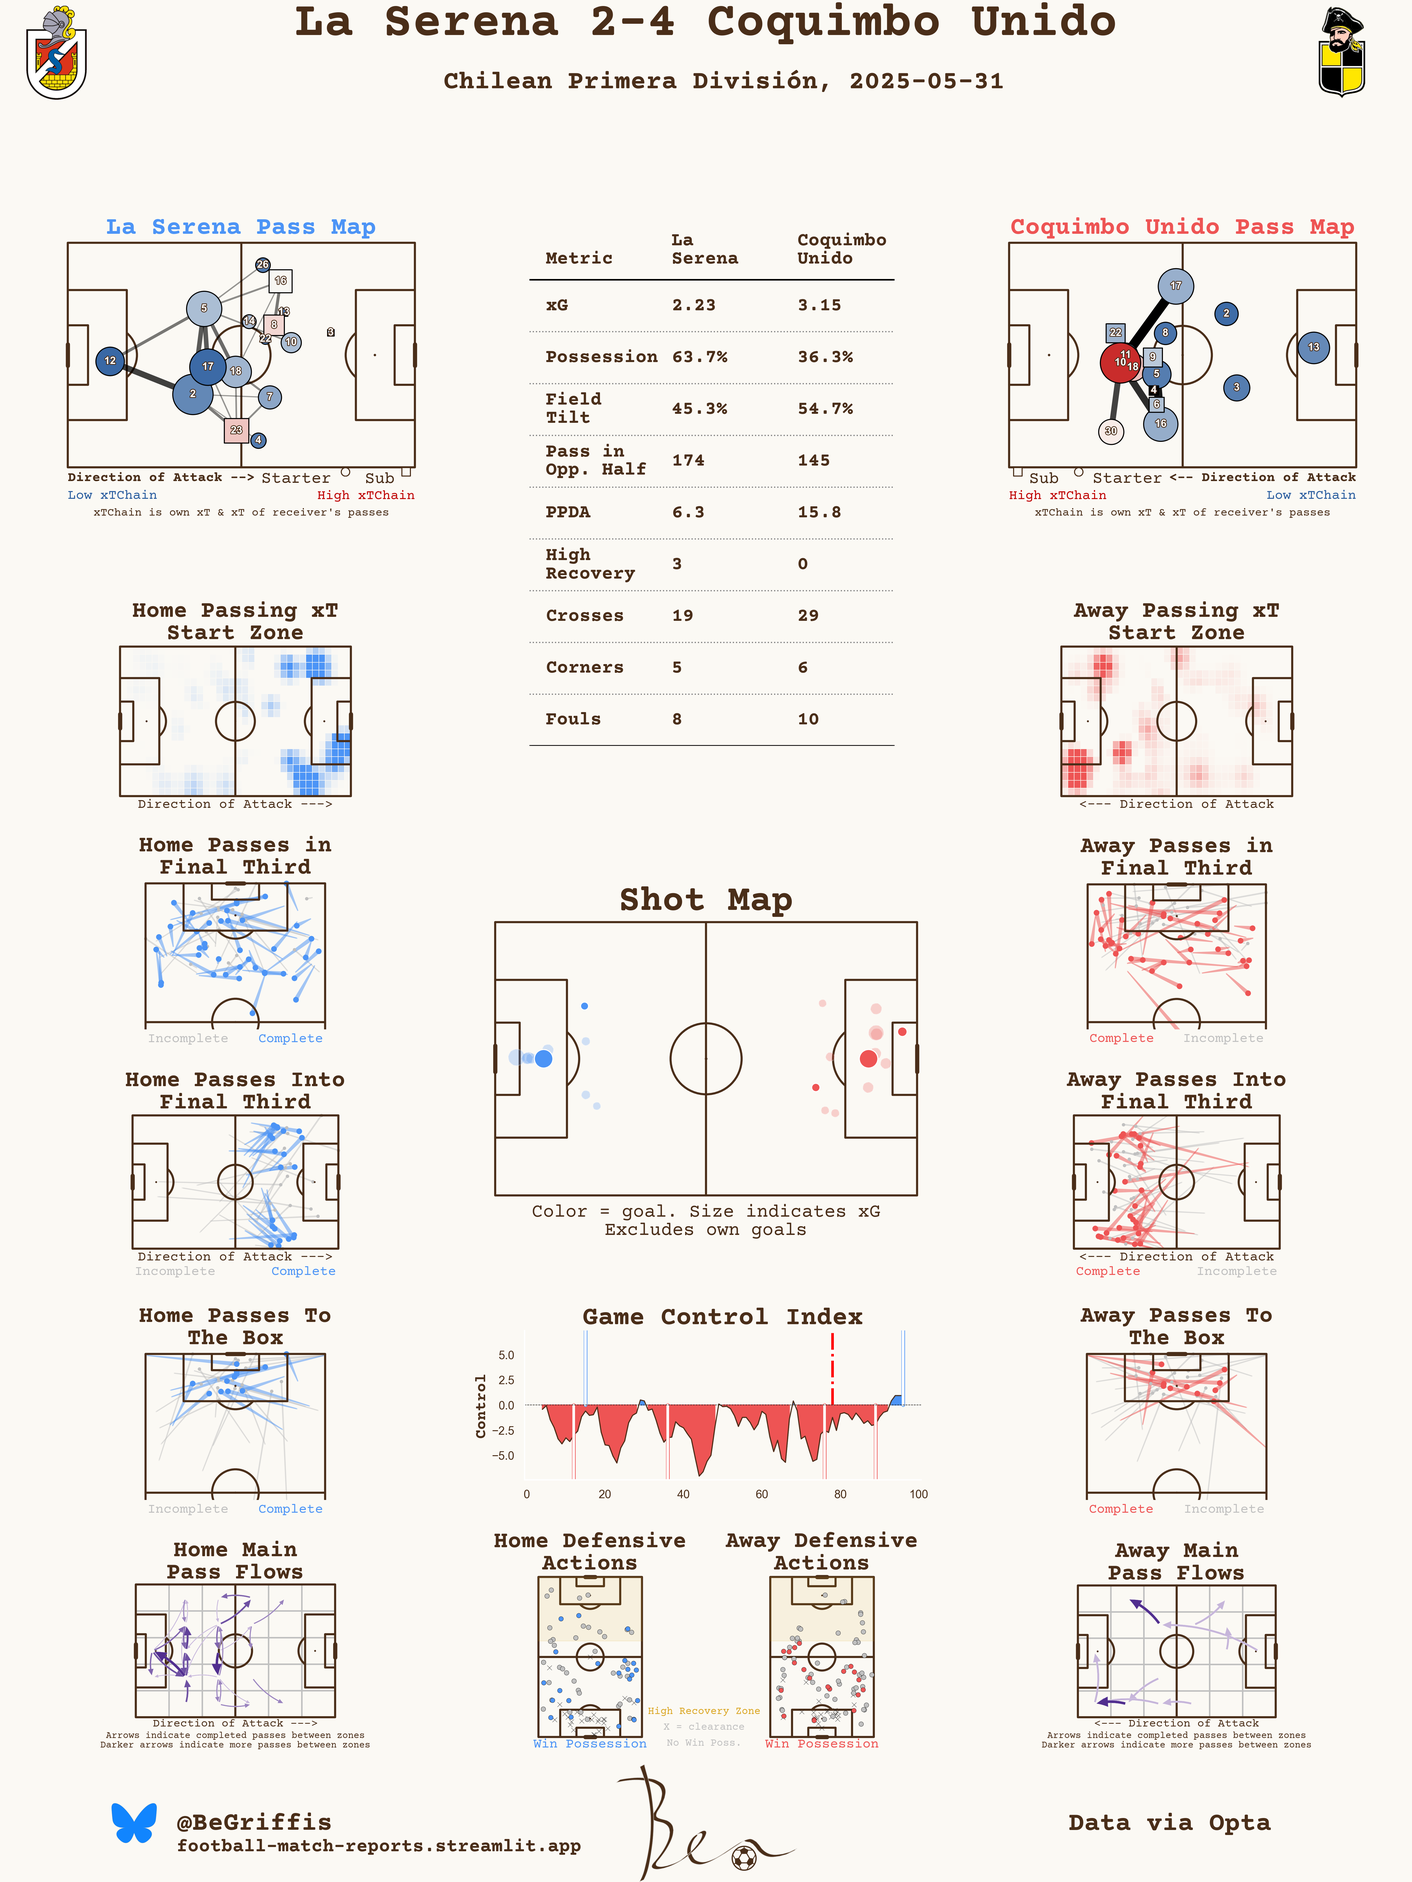 La Serena 2-4 Coquimbo Unido
Chilean Primera División, 2025-05-31
La Serena Pass Map
26
16
5
13
14
8
22
3
10
12
17
18
2
7
23
4
Direction of Attack --> Starter Sub
Low xTChain High xTChain
xTChain is own xT & xT of receiver's passes
Metric La Serena Coquimbo Unido
xG 2.23 3.15
Possession 63.7% 36.3%
Field Tilt 45.3% 54.7%
Pass in Opp. Half 174 145
PPDA 6.3 15.8
High Recovery 3 0
Crosses 19 29
Corners 5 6
Fouls 8 10
Coquimbo Unido Pass Map
17
2
22
8
13
11
9
10
18
5
4
3
6
16
30
Sub Starter <-- Direction of Attack
High xTChain Low xTChain
xTChain is own xT & xT of receiver's passes
Home Passing xT
Start Zone
Direction of Attack --->
Away Passing xT
Start Zone
<--- Direction of Attack
Home Passes in
Final Third
Incomplete Complete
Away Passes in
Final Third
Complete Incomplete
Shot Map
Color = goal. Size indicates xG
Excludes own goals
Home Passes Into
Final Third
Direction of Attack --->
Incomplete Complete
Away Passes Into
Final Third
<--- Direction of Attack
Complete Incomplete
Home Passes To
The Box
Incomplete Complete
Game Control Index
Control
5.0
2.5
0.0
−2.5
−5.0
0 20 40 60 80 100
Away Passes To
The Box
Complete Incomplete
Home Main
Pass Flows
Direction of Attack --->
Arrows indicate completed passes between zones
Darker arrows indicate more passes between zones
Home Defensive
Actions
Win Possession
Away Defensive
Actions
Win Possession
High Recovery Zone
X = clearance
No Win Poss.
Away Main
Pass Flows
<--- Direction of Attack
Arrows indicate completed passes between zones
Darker arrows indicate more passes between zones
@BeGriffis
football-match-reports.streamlit.app
Ben
Data via Opta